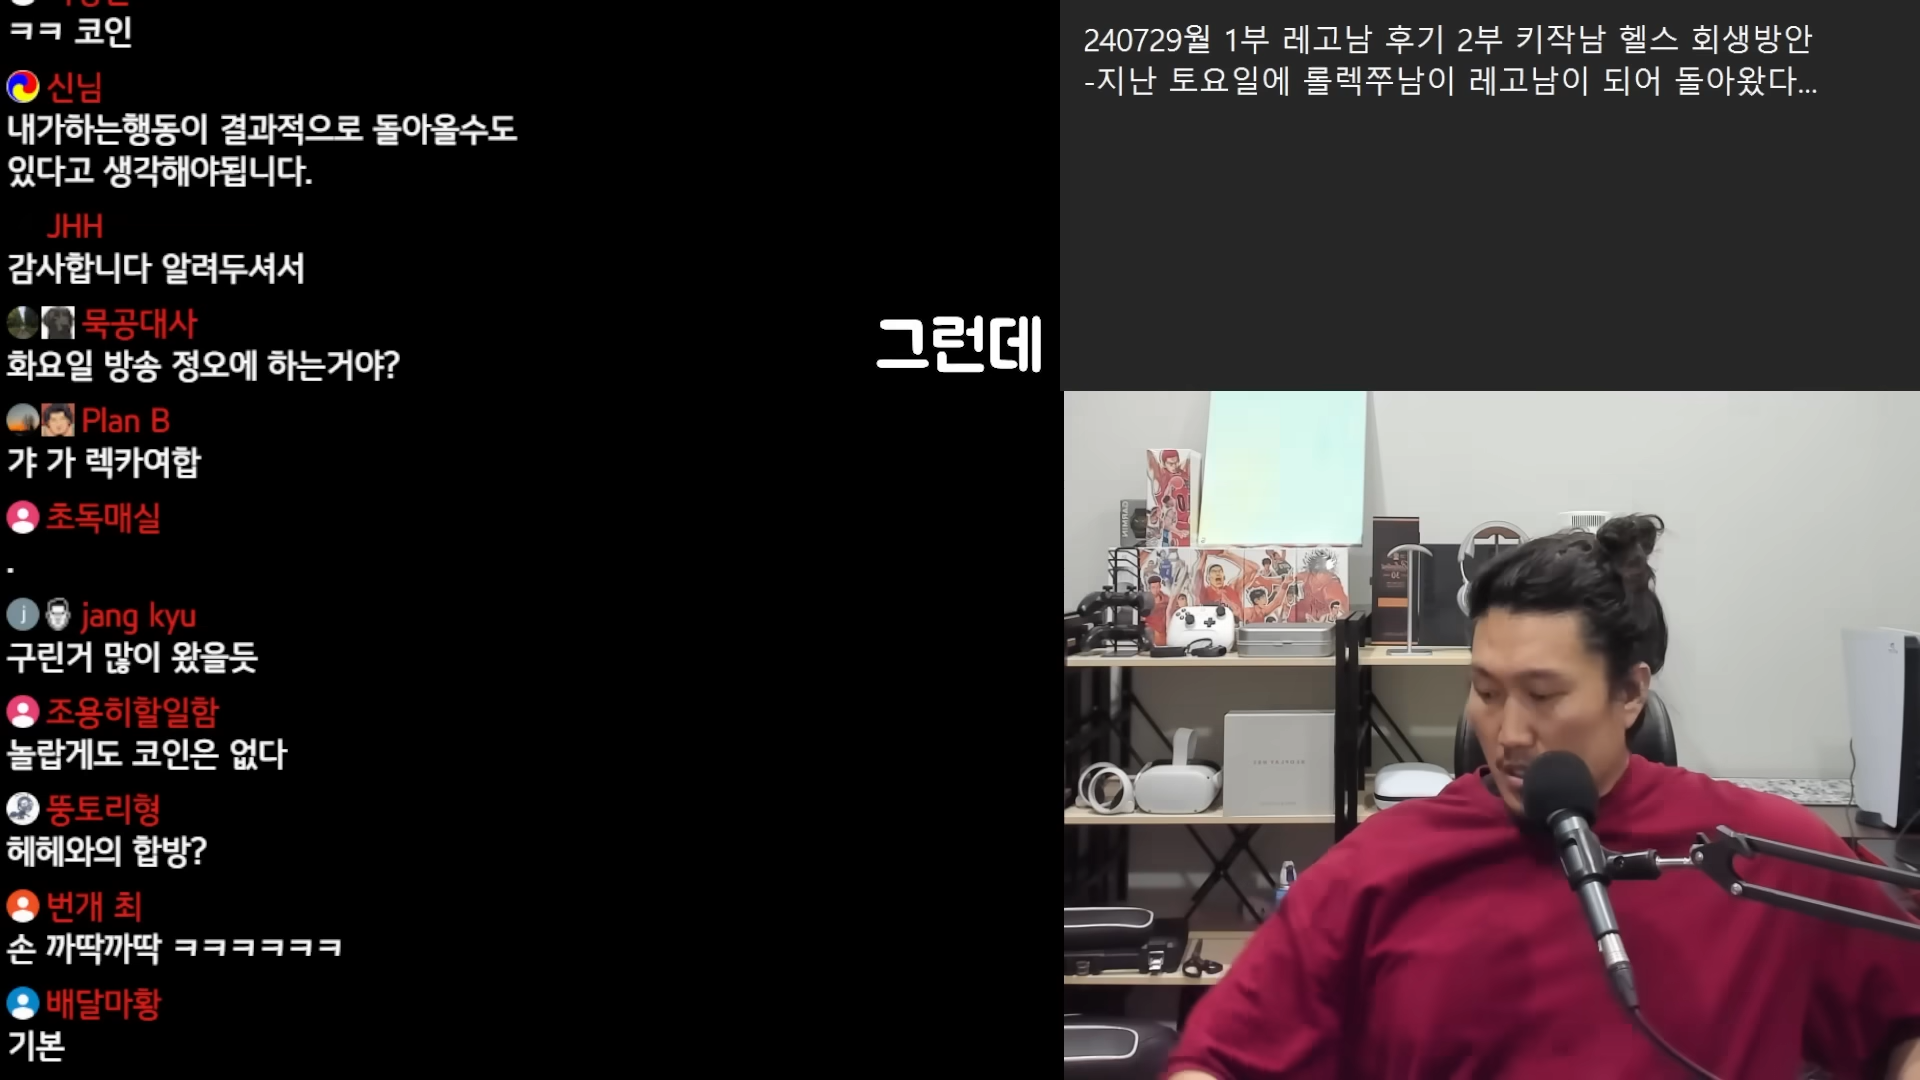 ㅋㅋ 코인
신님
내가하는행동이 결과적으로 돌아올수도
있다고 생각해야됩니다.
JHH
감사합니다 알려두셔서
묵공대사
화요일 방송 정오에 하는거야?
Plan B
갸 가 렉카여합
초독매실
.
jang kyu
구린거 많이 왔을듯
조용히할일함
놀랍게도 코인은 없다
뚱토리형
헤헤와의 합방?
번개 최
손 까딱까딱 ㅋㅋㅋㅋㅋㅋ
배달마황
기본
그런데
240729월 1부 레고남 후기 2부 키작남 헬스 회생방안
-지난 토요일에 롤렉쭈남이 레고남이 되어 돌아왔다...